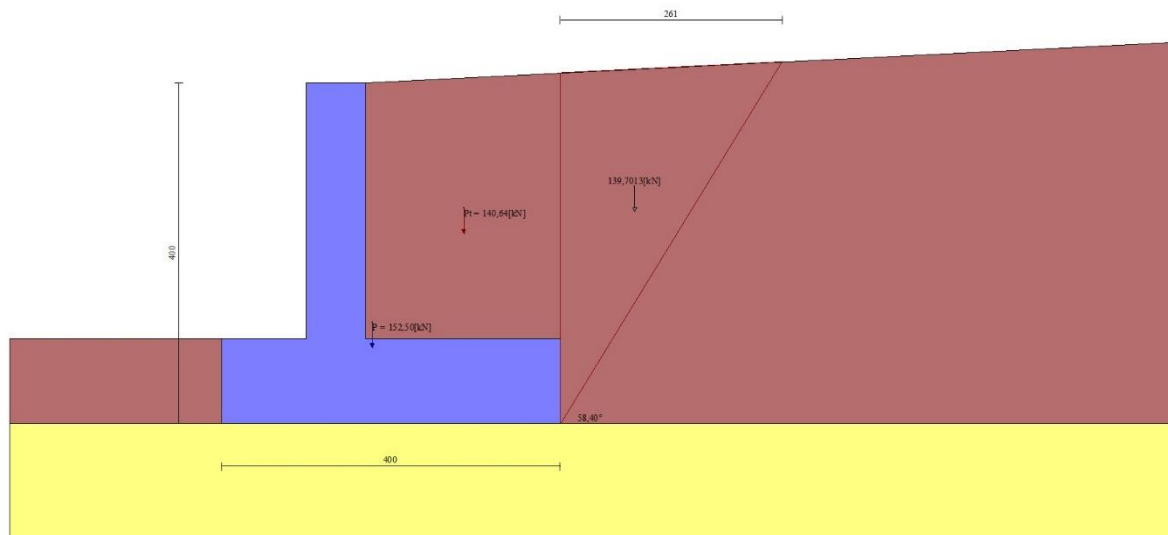 261
139,7013[kN]
Pt = 140,64[kN]
400
P = 152,50[kN]
58,40°
400